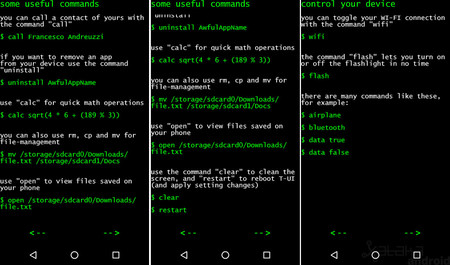 some useful commands
you can call a contact of yours with
the command "call"
$ call Francesco Andreuzzi
if you want to remove an app
from your device use the command
"uninstall"
$ uninstall AwfulAppName
use "calc" for quick math operations
$ calc sqrt(4 * 6 + (189 % 3))
you can also use rm, cp and mv for
file-management
$ mv /storage/sdcard0/Downloads/
file.txt /storage/sdcard1/Docs
use "open" to view files saved on
your phone
$ open /storage/sdcard0/Downloads/
file.txt
<-- -->
some useful commands
"uninstall"
$ uninstall AwfulAppName
use "calc" for quick math operations
$ calc sqrt(4 * 6 + (189 % 3))
you can also use rm, cp and mv for
file-management
$ mv /storage/sdcard0/Downloads/
file.txt /storage/sdcard1/Docs
use "open" to view files saved on
your phone
$ open /storage/sdcard0/Downloads/
file.txt
use the command "clear" to clean the
screen, and "restart" to reboot T-UI
(and apply setting changes)
$ clear
$ restart
<-- -->
control your device
you can toggle your WI-FI connection
with the command "wifi"
$ wifi
the command "flash" lets you turn on
or off the flashlight in no time
$ flash
there are many commands like these,
for example:
$ airplane
$ bluetooth
$ data true
$ data false
<-- -->
Xataka
android